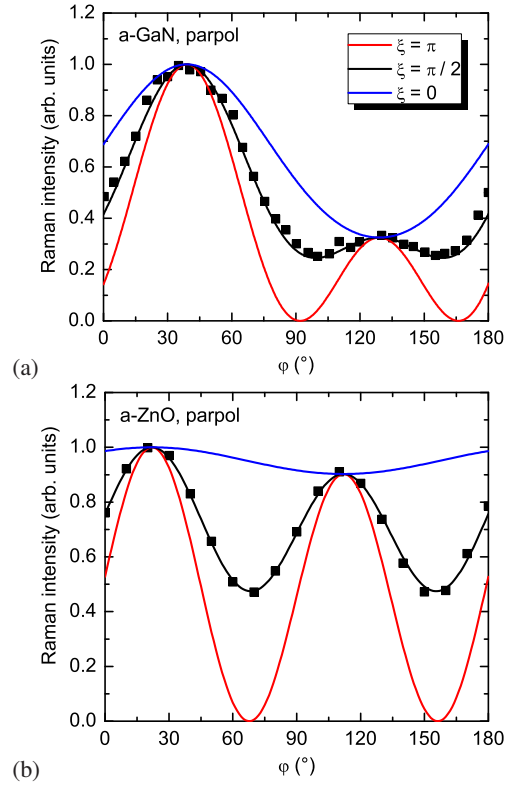 a-GaN, parpol
ξ = π
ξ = π / 2
ξ = 0
Raman intensity (arb. units)
1.2
1.0
0.8
0.6
0.4
0.2
0.0
0 30 60 90 120 150 180
φ (°)
(a)
a-ZnO, parpol
Raman intensity (arb. units)
1.2
1.0
0.8
0.6
0.4
0.2
0.0
0 30 60 90 120 150 180
φ (°)
(b)